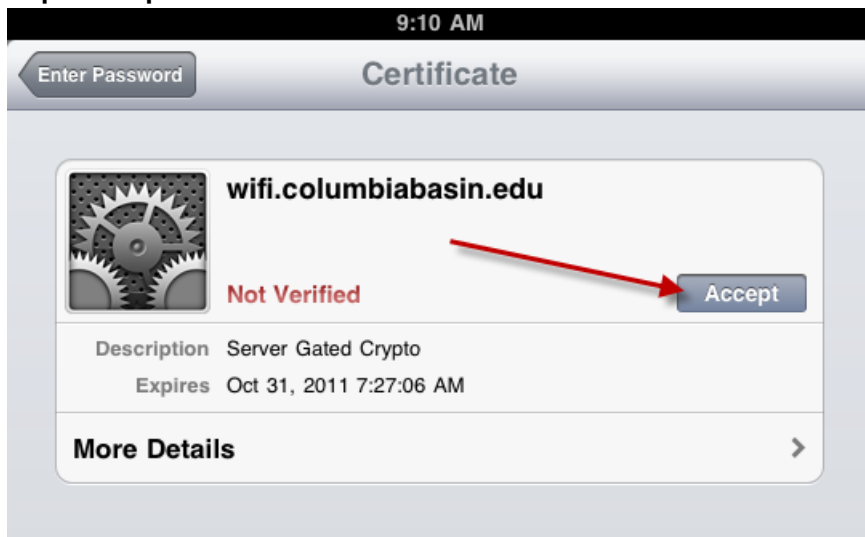 9:10 AM
Enter Password
Certificate
wifi.columbiabasin.edu
Not Verified
Accept
Description Server Gated Crypto
Expires Oct 31, 2011 7:27:06 AM
More Details